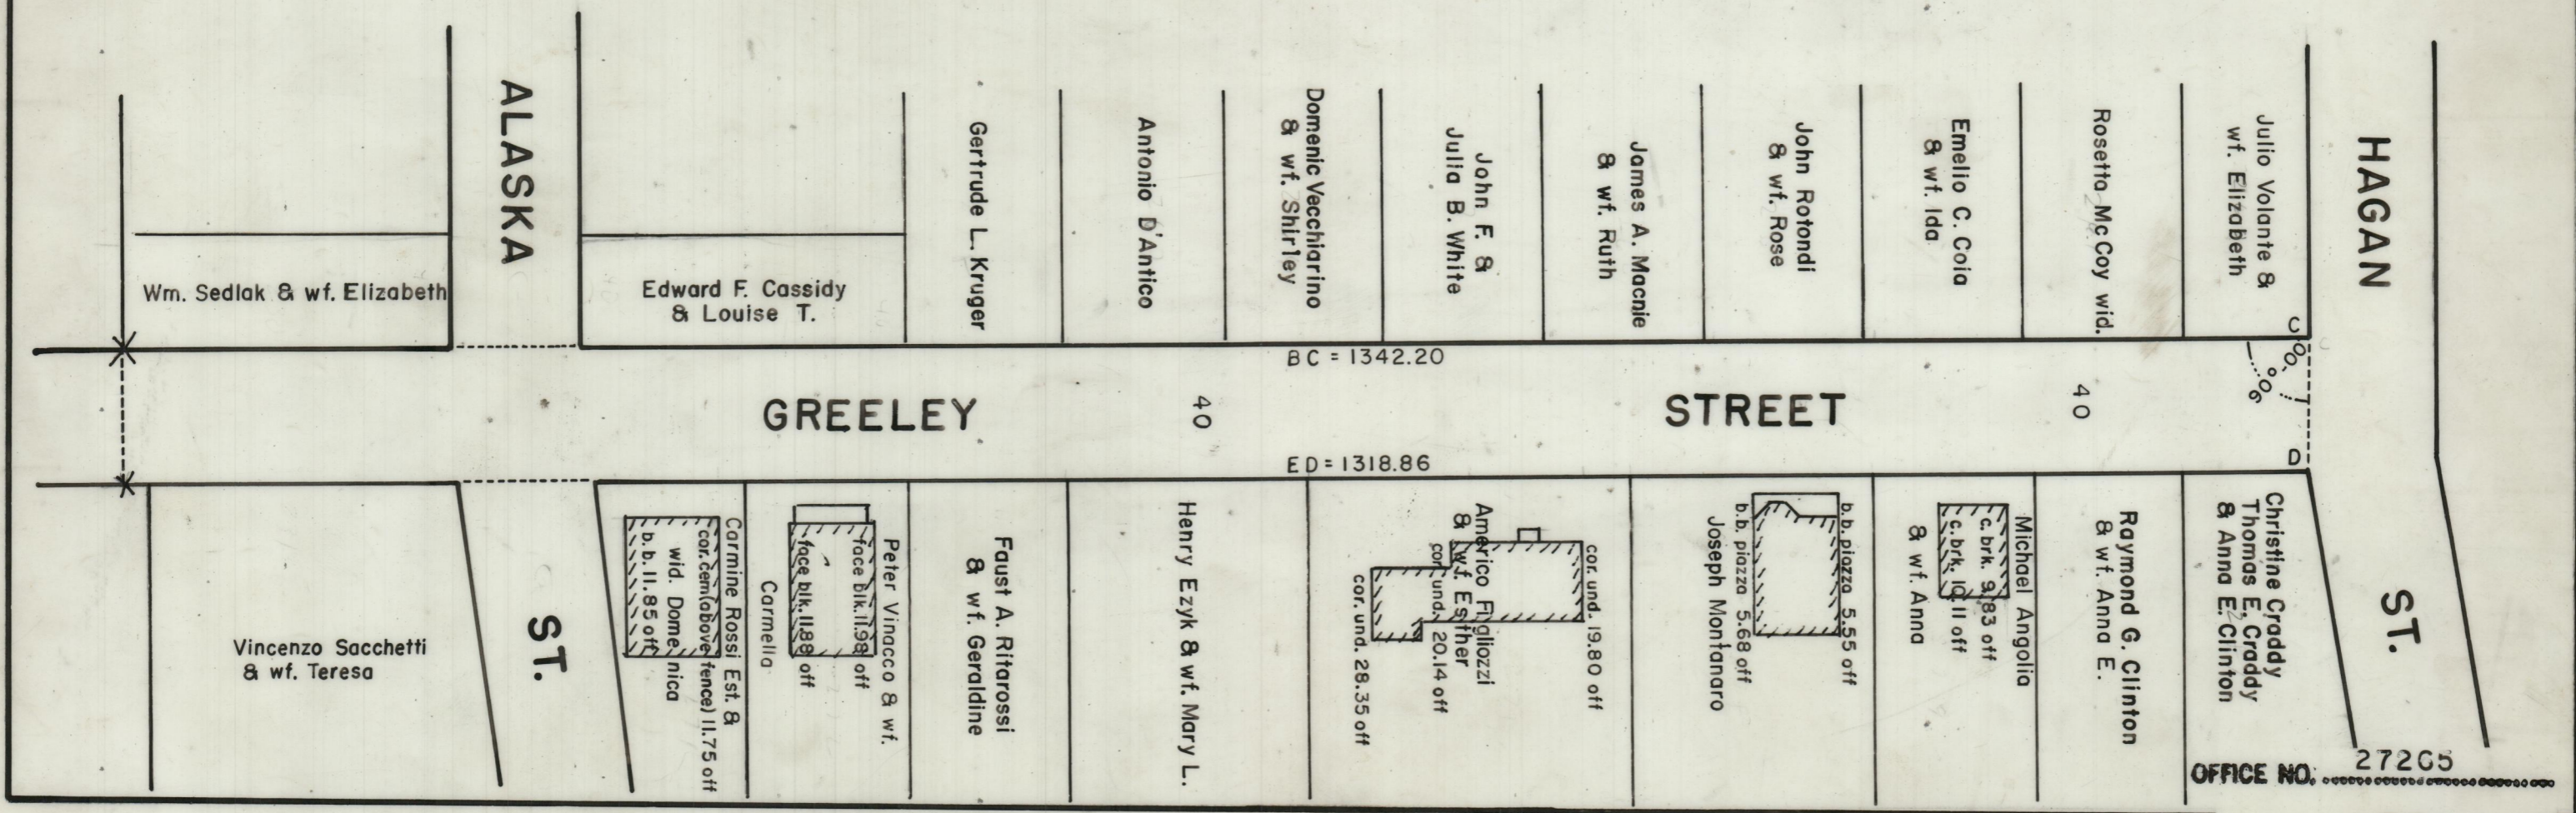 ALASKA
HAGAN
Wm. Sedlak & wf. Elizabeth
Edward F. Cassidy
& Louise T.
Gertrude L. Kruger
Antonio D'Antico
Domenic Vecchiarino
& wf. Shirley
John F. &
Julia B. White
James A. Macnie
& wf. Ruth
John Rotondi
& wf. Rose
Emelio C. Coia
& wf. Ida
Rosetta McCoy wid.
Julio Volante &
wf. Elizabeth
C
BC = 1342.20
GREELEY
40
STREET
40
ED = 1318.86
D
Vincenzo Sacchetti
& wf. Teresa
ST.
Carmine Rossi Est. &
wid. Domenica
cor. cem(above fence) 11.75 off
b.b. 11.85 off
Peter Vinacco & wf.
Carmella
face blk. 11.98 off
face blk. 11.88 off
Faust A. Ritarossi
& wf. Geraldine
Henry Ezyk & wf. Mary L.
Americo Figliozzi
& wf. Esther
cor. und. 19.80 off
cor. und. 20.14 off
cor. und. 28.35 off
b.b. piazza 5.55 off
b.b. piazza 5.68 off
Joseph Montanaro
Michael Angolia
& wf. Anna
c. brk. 9.83 off
c. brk. 10.11 off
Raymond G. Clinton
& wf. Anna E.
Christine Craddy
Thomas E. Craddy
& Anna E. Clinton
ST.
OFFICE NO. 27265